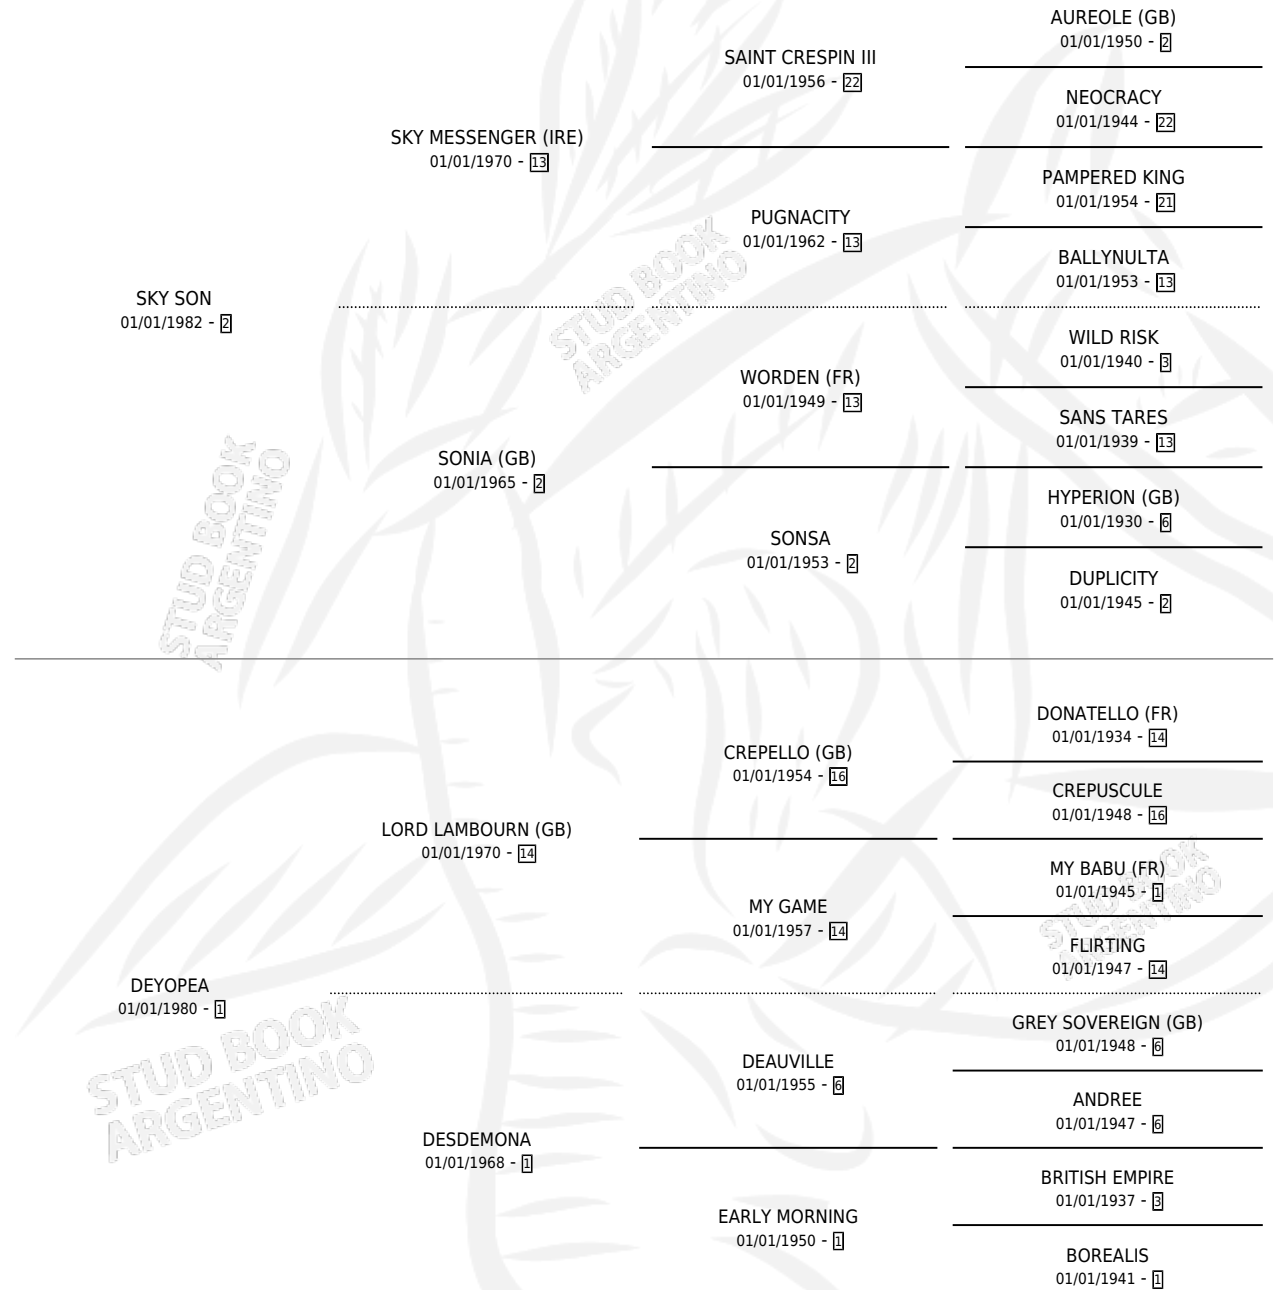 AUREOLE (GB)
01/01/1950 - 2
SAINT CRESPIN III
01/01/1956 - 22
NEOCRACY
01/01/1944 - 22
SKY MESSENGER (IRE)
01/01/1970 - 13
PAMPERED KING
01/01/1954 - 21
PUGNACITY
01/01/1962 - 13
BALLYNULTA
01/01/1953 - 13
SKY SON
01/01/1982 - 2
WILD RISK
01/01/1940 - 3
WORDEN (FR)
01/01/1949 - 13
SANS TARES
01/01/1939 - 13
SONIA (GB)
01/01/1965 - 2
HYPERION (GB)
01/01/1930 - 6
SONSA
01/01/1953 - 2
DUPLICITY
01/01/1945 - 2
DONATELLO (FR)
01/01/1934 - 14
CREPELLO (GB)
01/01/1954 - 16
CREPUSCULE
01/01/1948 - 16
LORD LAMBOURN (GB)
01/01/1970 - 14
MY BABU (FR)
01/01/1945 - 1
MY GAME
01/01/1957 - 14
FLIRTING
01/01/1947 - 14
DEYOPEA
01/01/1980 - 1
GREY SOVEREIGN (GB)
01/01/1948 - 6
DEAUVILLE
01/01/1955 - 6
ANDREE
01/01/1947 - 6
DESDEMONA
01/01/1968 - 1
BRITISH EMPIRE
01/01/1937 - 3
EARLY MORNING
01/01/1950 - 1
BOREALIS
01/01/1941 - 1
STUD BOOK
ARGENTINO
STUD BOOK
ARGENTINO
STUD BOOK
ARGENTINO
STUD BOOK
ARGENTINO